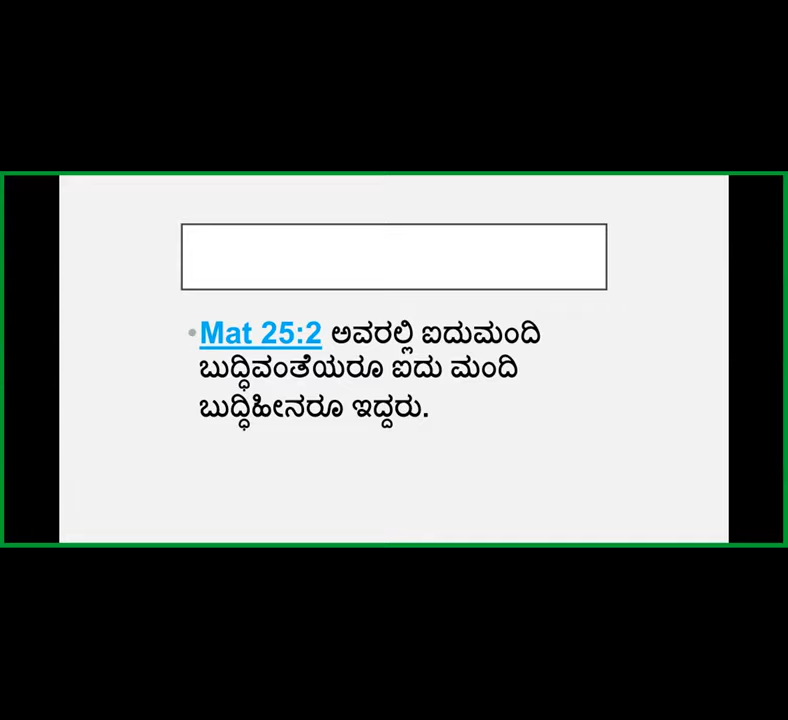 •Mat 25:2 ಅವರಲ್ಲಿ ಐದುಮಂದಿ
ಬುದ್ಧಿವಂತೆಯರೂ ಐದು ಮಂದಿ
ಬುದ್ಧಿಹೀನರೂ ಇದ್ದರು.